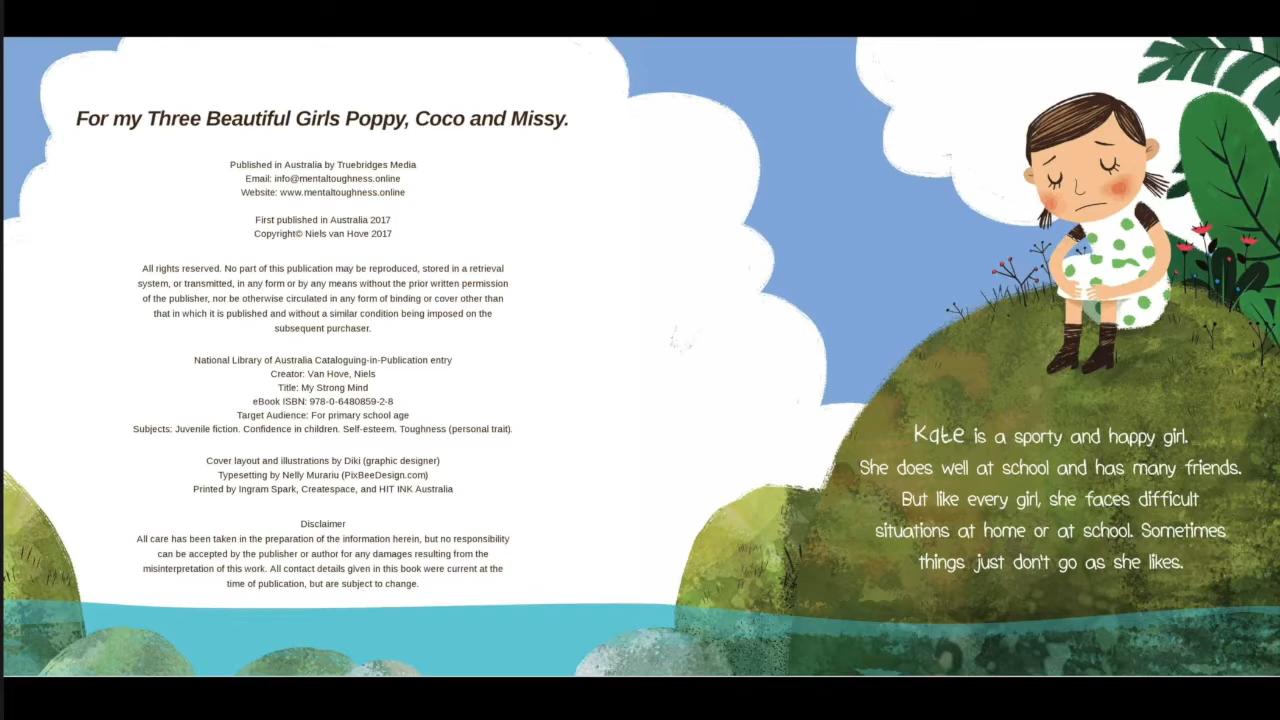 For my Three Beautiful Girls Poppy, Coco and Missy.
Published in Australia by Truebridges Media
Email: info@mentaltoughness.online
Website: www.mentaltoughness.online
First published in Australia 2017
Copyright© Niels van Hove 2017
All rights reserved. No part of this publication may be reproduced, stored in a retrieval
system, or transmitted, in any form or by any means without the prior written permission
of the publisher, nor be otherwise circulated in any form of binding or cover other than
that in which it is published and without a similar condition being imposed on the
subsequent purchaser.
National Library of Australia Cataloguing-in-Publication entry
Creator: Van Hove, Niels
Title: My Strong Mind
eBook ISBN: 978-0-6480859-2-8
Target Audience: For primary school age
Subjects: Juvenile fiction. Confidence in children. Self-esteem. Toughness (personal trait).
Cover layout and illustrations by Diki (graphic designer)
Typesetting by Nelly Murariu (PixBeeDesign.com)
Printed by Ingram Spark, Createspace, and HIT INK Australia
Disclaimer
All care has been taken in the preparation of the information herein, but no responsibility
can be accepted by the publisher or author for any damages resulting from the
misinterpretation of this work. All contact details given in this book were current at the
time of publication, but are subject to change.
Kate is a sporty and happy girl.
She does well at school and has many friends.
But like every girl, she faces difficult
situations at home or at school. Sometimes
things just don't go as she likes.